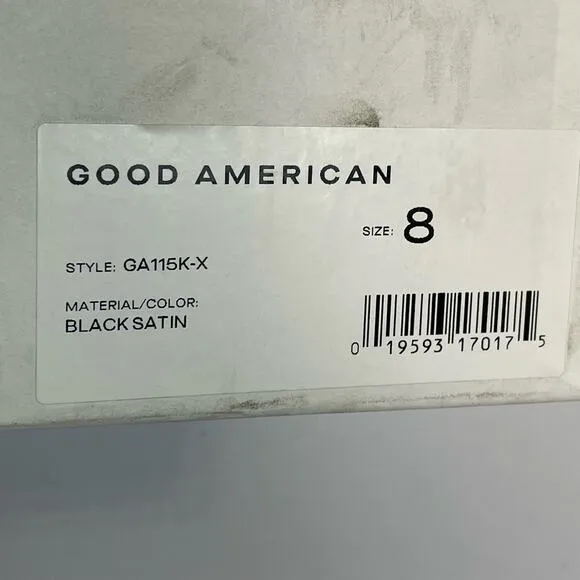 GOOD AMERICAN
SIZE: 8
STYLE: GA115K-X
MATERIAL/COLOR:
BLACK SATIN
0 19593 17017 5